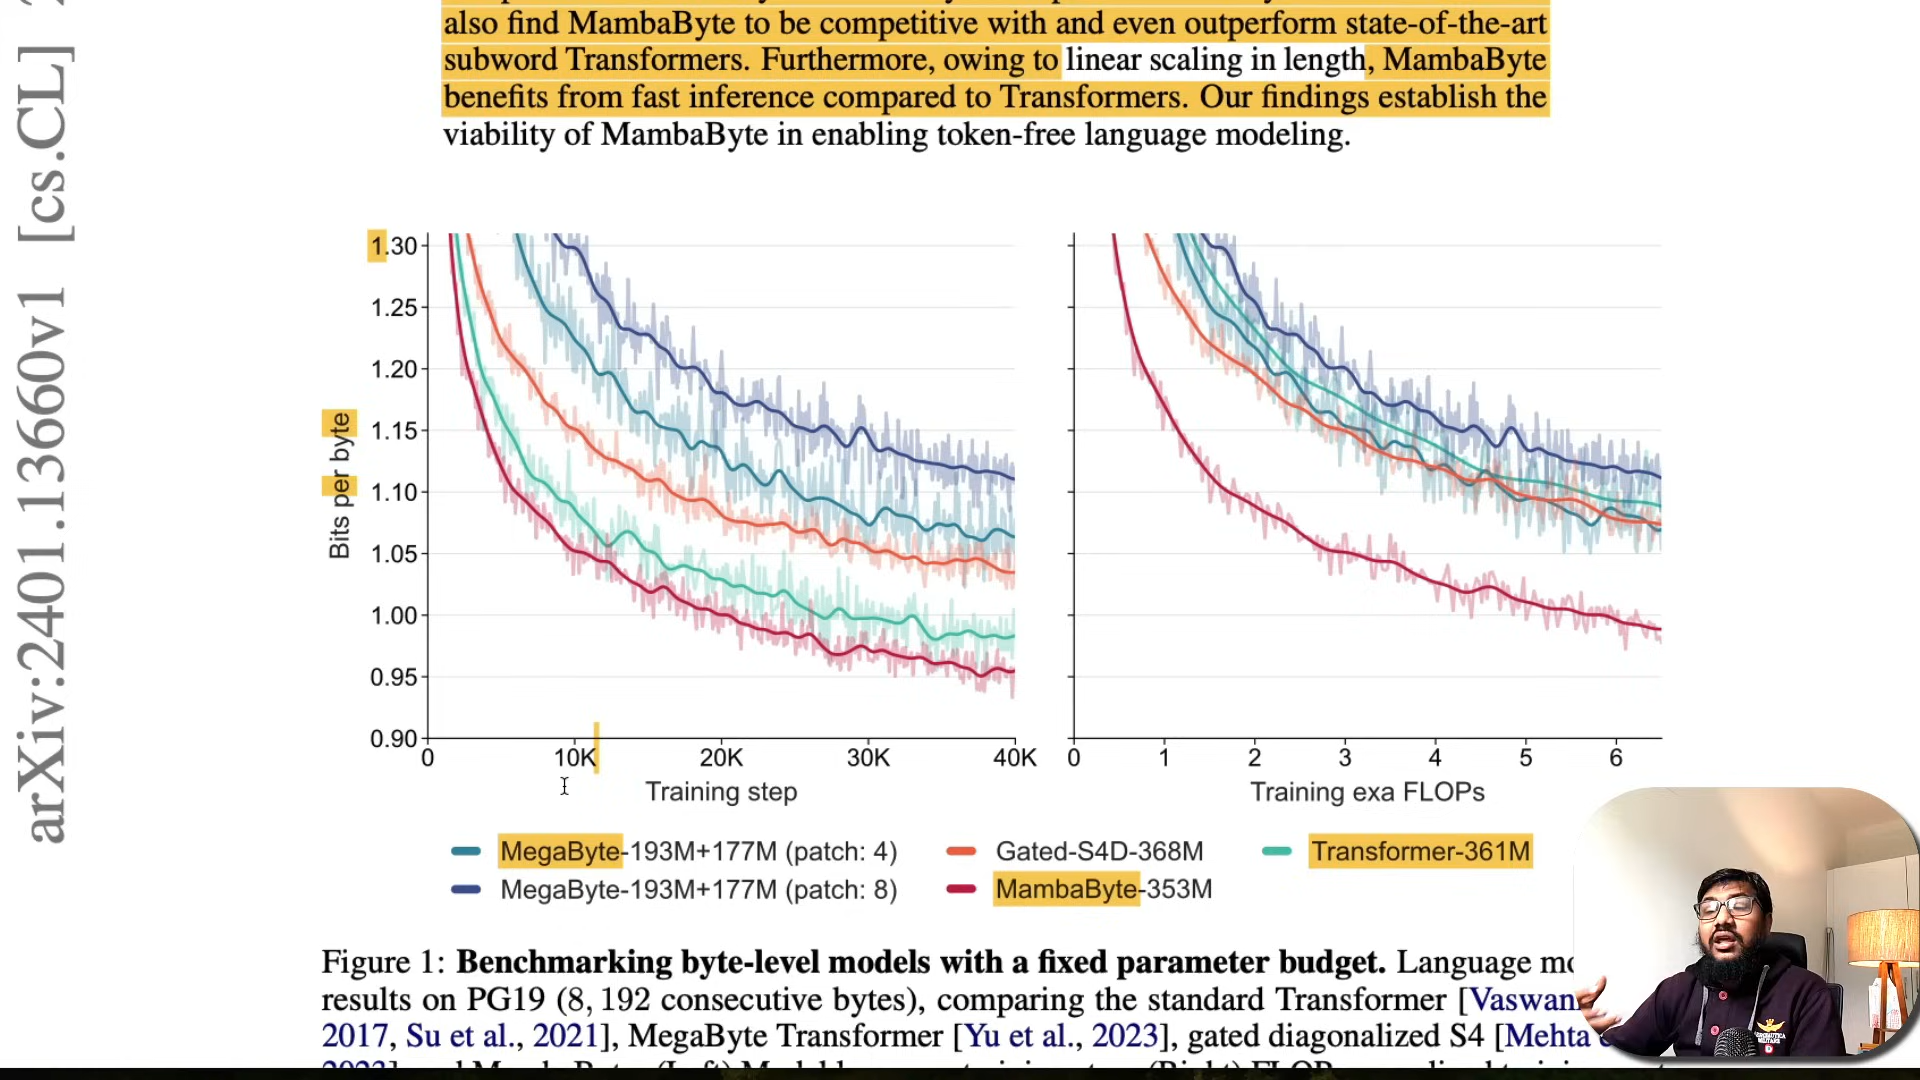 also find MambaByte to be competitive with and even outperform state-of-the-art
subword Transformers. Furthermore, owing to linear scaling in length, MambaByte
benefits from fast inference compared to Transformers. Our findings establish the
viability of MambaByte in enabling token-free language modeling.
arXiv:2401.13660v1 [cs.CL]
Bits per byte
1.30
1.25
1.20
1.15
1.10
1.05
1.00
0.95
0.90
0 10K 20K 30K 40K
Training step
0 1 2 3 4 5 6
Training exa FLOPs
MegaByte-193M+177M (patch: 4) Gated-S4D-368M Transformer-361M
MegaByte-193M+177M (patch: 8) MambaByte-353M
Figure 1: Benchmarking byte-level models with a fixed parameter budget. Language
results on PG19 (8, 192 consecutive bytes), comparing the standard Transformer [Vaswan
2017, Su et al., 2021], MegaByte Transformer [Yu et al., 2023], gated diagonalized S4 [Mehta